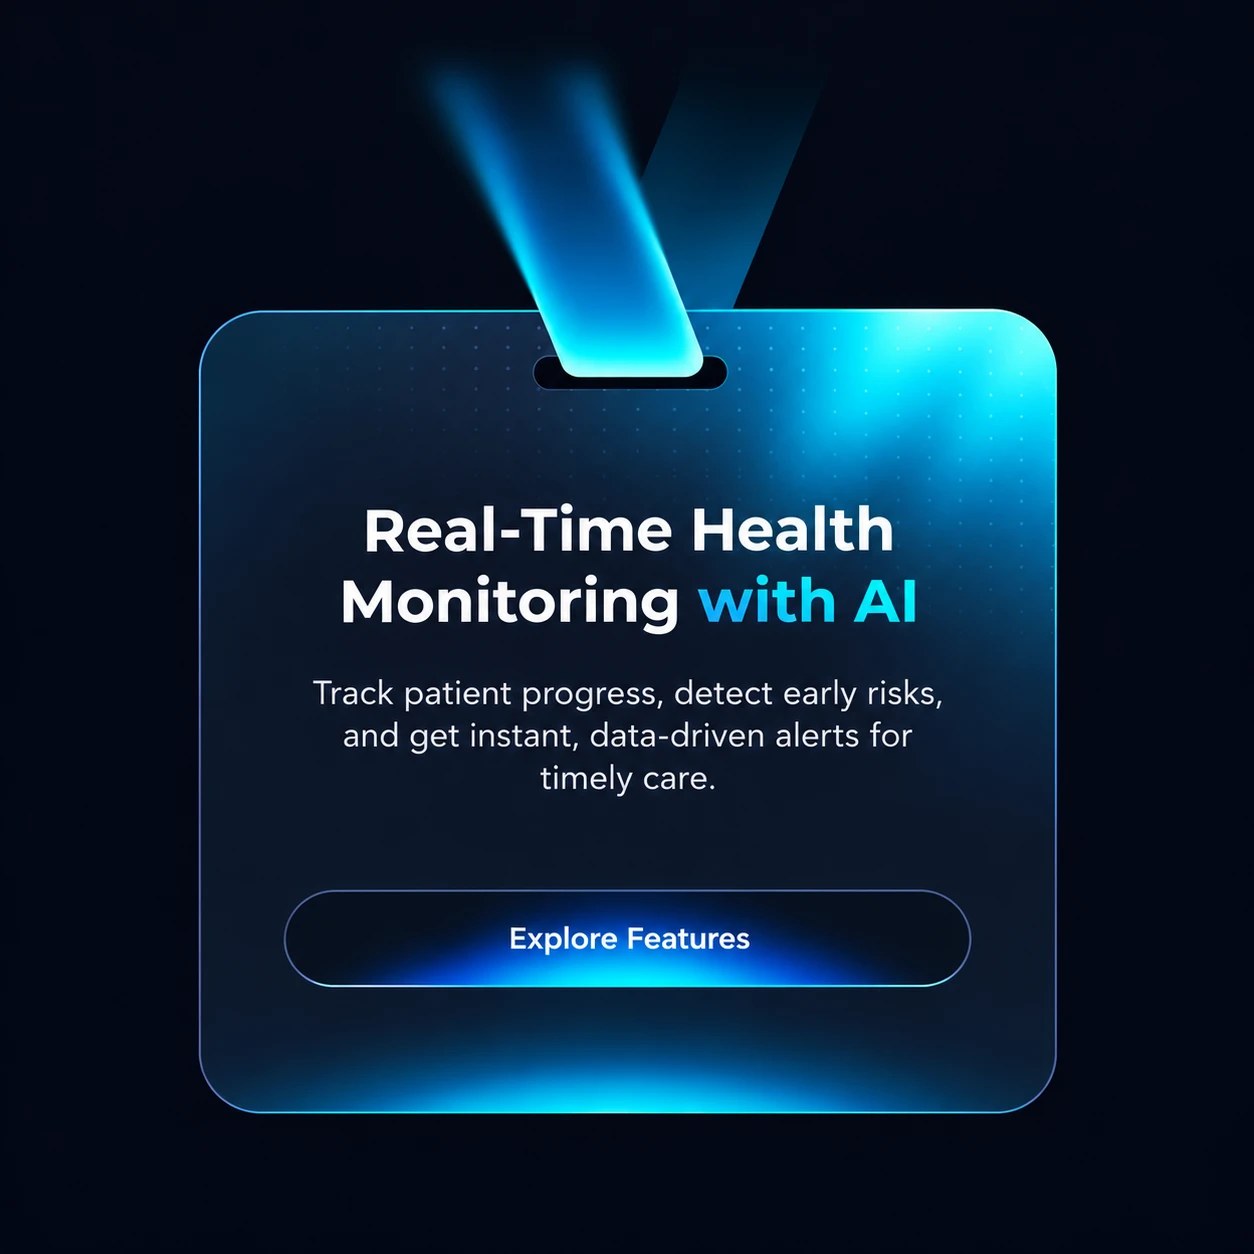 Real-Time Health
Monitoring with AI
Track patient progress, detect early risks,
and get instant, data-driven alerts for
timely care.
Explore Features